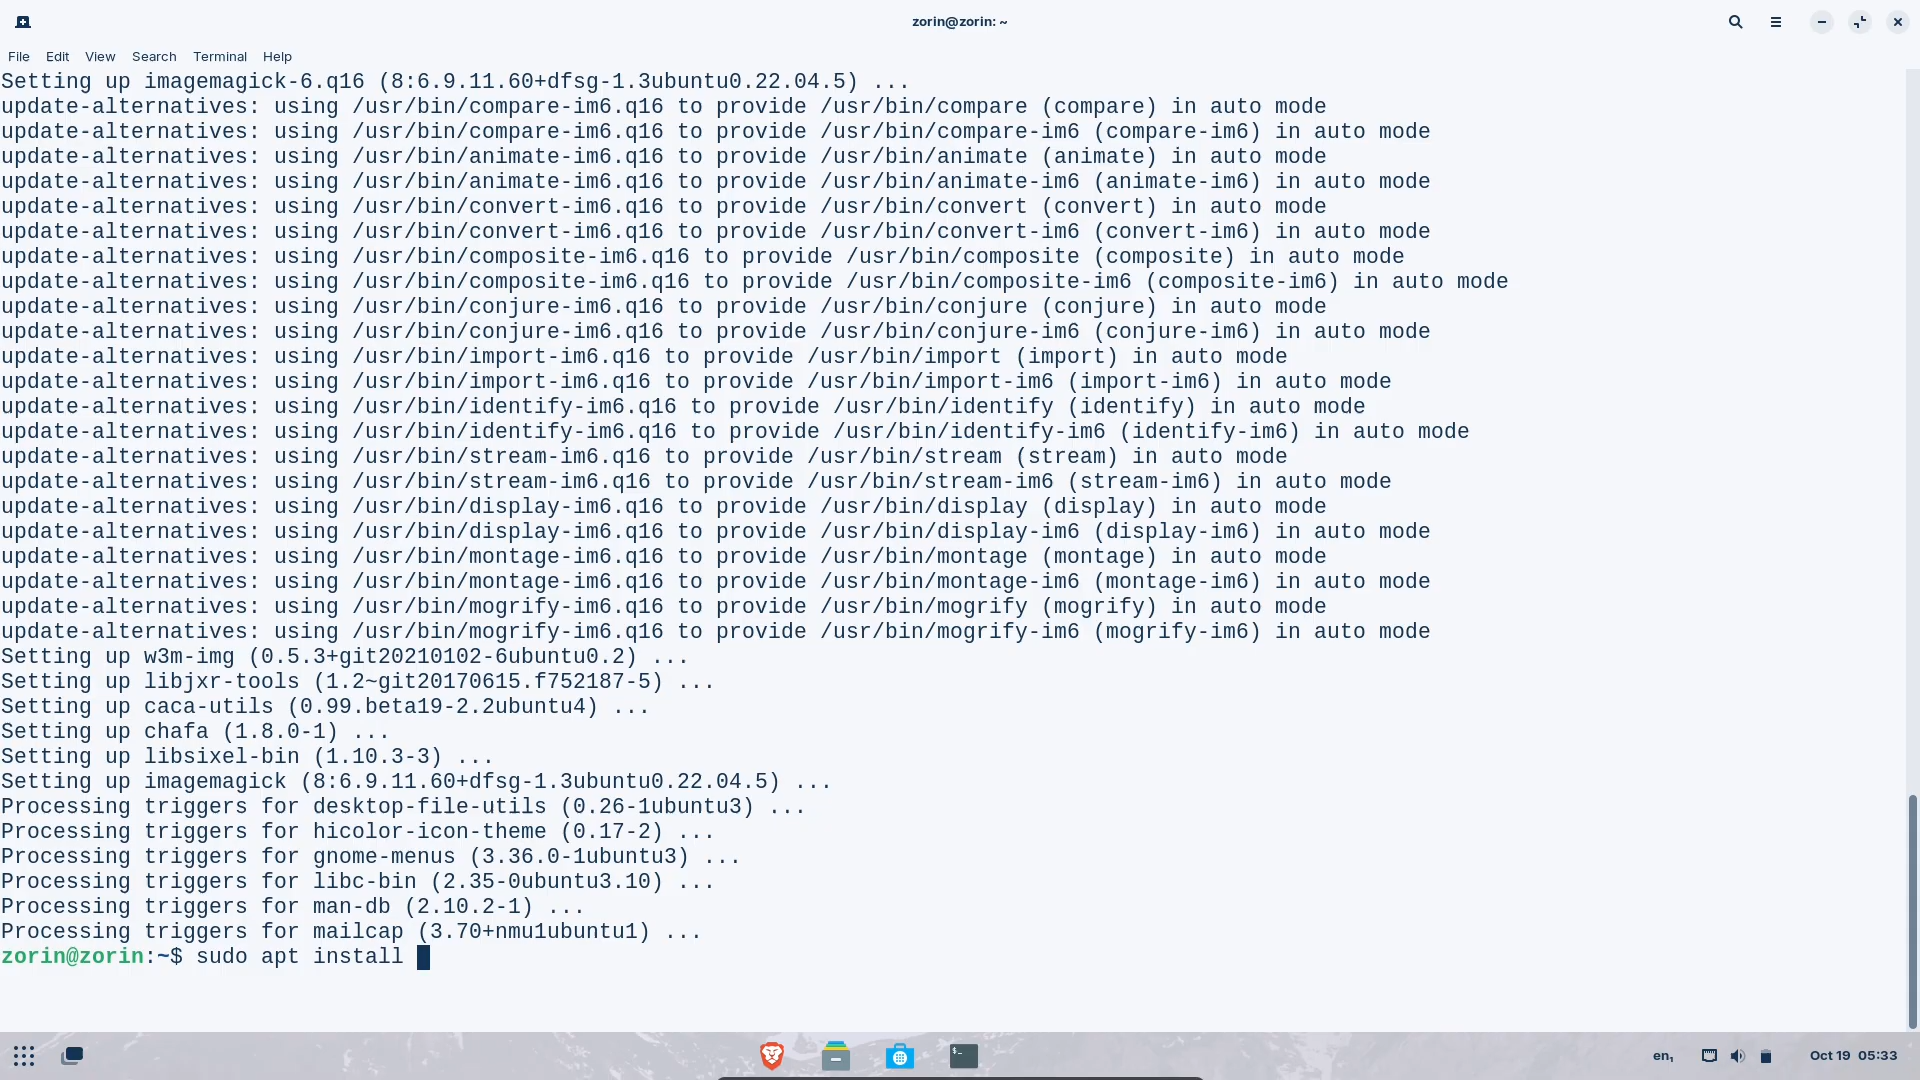 zorin@zorin: ~
File Edit View Search Terminal Help
Setting up imagemagick-6.q16 (8:6.9.11.60+dfsg-1.3ubuntu0.22.04.5) ...
update-alternatives: using /usr/bin/compare-im6.q16 to provide /usr/bin/compare (compare) in auto mode
update-alternatives: using /usr/bin/compare-im6.q16 to provide /usr/bin/compare-im6 (compare-im6) in auto mode
update-alternatives: using /usr/bin/animate-im6.q16 to provide /usr/bin/animate (animate) in auto mode
update-alternatives: using /usr/bin/animate-im6.q16 to provide /usr/bin/animate-im6 (animate-im6) in auto mode
update-alternatives: using /usr/bin/convert-im6.q16 to provide /usr/bin/convert (convert) in auto mode
update-alternatives: using /usr/bin/convert-im6.q16 to provide /usr/bin/convert-im6 (convert-im6) in auto mode
update-alternatives: using /usr/bin/composite-im6.q16 to provide /usr/bin/composite (composite) in auto mode
update-alternatives: using /usr/bin/composite-im6.q16 to provide /usr/bin/composite-im6 (composite-im6) in auto mode
update-alternatives: using /usr/bin/conjure-im6.q16 to provide /usr/bin/conjure (conjure) in auto mode
update-alternatives: using /usr/bin/conjure-im6.q16 to provide /usr/bin/conjure-im6 (conjure-im6) in auto mode
update-alternatives: using /usr/bin/import-im6.q16 to provide /usr/bin/import (import) in auto mode
update-alternatives: using /usr/bin/import-im6.q16 to provide /usr/bin/import-im6 (import-im6) in auto mode
update-alternatives: using /usr/bin/identify-im6.q16 to provide /usr/bin/identify (identify) in auto mode
update-alternatives: using /usr/bin/identify-im6.q16 to provide /usr/bin/identify-im6 (identify-im6) in auto mode
update-alternatives: using /usr/bin/stream-im6.q16 to provide /usr/bin/stream (stream) in auto mode
update-alternatives: using /usr/bin/stream-im6.q16 to provide /usr/bin/stream-im6 (stream-im6) in auto mode
update-alternatives: using /usr/bin/display-im6.q16 to provide /usr/bin/display (display) in auto mode
update-alternatives: using /usr/bin/display-im6.q16 to provide /usr/bin/display-im6 (display-im6) in auto mode
update-alternatives: using /usr/bin/montage-im6.q16 to provide /usr/bin/montage (montage) in auto mode
update-alternatives: using /usr/bin/montage-im6.q16 to provide /usr/bin/montage-im6 (montage-im6) in auto mode
update-alternatives: using /usr/bin/mogrify-im6.q16 to provide /usr/bin/mogrify (mogrify) in auto mode
update-alternatives: using /usr/bin/mogrify-im6.q16 to provide /usr/bin/mogrify-im6 (mogrify-im6) in auto mode
Setting up w3m-img (0.5.3+git20210102-6ubuntu0.2) ...
Setting up libjxr-tools (1.2~git20170615.f752187-5) ...
Setting up caca-utils (0.99.beta19-2.2ubuntu4) ...
Setting up chafa (1.8.0-1) ...
Setting up libsixel-bin (1.10.3-3) ...
Setting up imagemagick (8:6.9.11.60+dfsg-1.3ubuntu0.22.04.5) ...
Processing triggers for desktop-file-utils (0.26-1ubuntu3) ...
Processing triggers for hicolor-icon-theme (0.17-2) ...
Processing triggers for gnome-menus (3.36.0-1ubuntu3) ...
Processing triggers for libc-bin (2.35-0ubuntu3.10) ...
Processing triggers for man-db (2.10.2-1) ...
Processing triggers for mailcap (3.70+nmu1ubuntu1) ...
zorin@zorin:~$ sudo apt install
$_
en₁ Oct 19 05:33